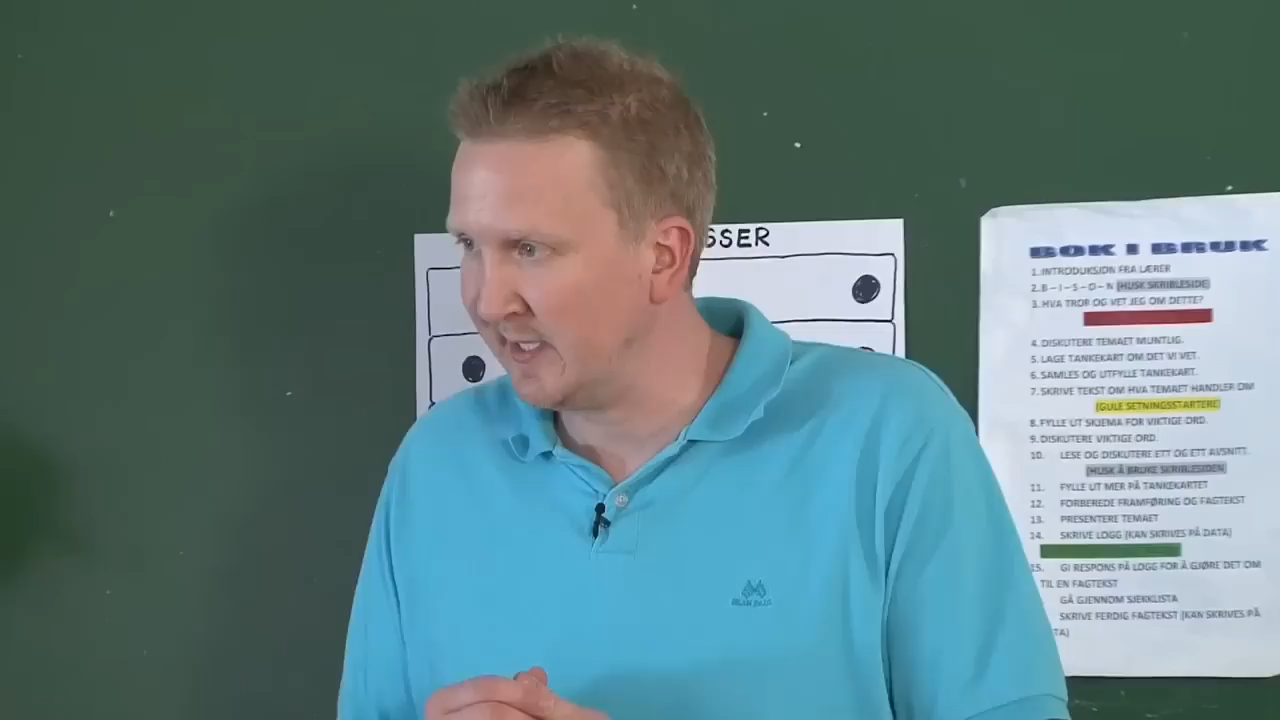 SSER
BOK I BRUK
1. INTRODUKSJON FRA LÆRER
2. B – I – S – O – N (HUSK SKRIBLESIDE)
3. HVA TROR OG VET JEG OM DETTE?
4. DISKUTERE TEMAET MUNTLIG.
5. LAGE TANKEKART OM DET VI VET.
6. SAMLES OG UTFYLLE TANKEKART.
7. SKRIVE TEKST OM HVA TEMAET HANDLER OM
(GULE SETNINGSSTARTERE)
8. FYLLE UT SKJEMA FOR VIKTIGE ORD.
9. DISKUTERE VIKTIGE ORD.
10. LESE OG DISKUTERE ETT OG ETT AVSNITT.
(HUSK Å BRUKE SKRIBLESIDEN)
11. FYLLE UT MER PÅ TANKEKARTET
12. FORBEREDE FRAMFØRING OG FAGTEKST
13. PRESENTERE TEMAET
14. SKRIVE LOGG (KAN SKRIVES PÅ DATA)
15. GI RESPONS PÅ LOGG FOR Å GJØRE DET OM
TIL EN FAGTEKST
GÅ GJENNOM SJEKKLISTA
SKRIVE FERDIG FAGTEKST (KAN SKRIVES PÅ
TA)